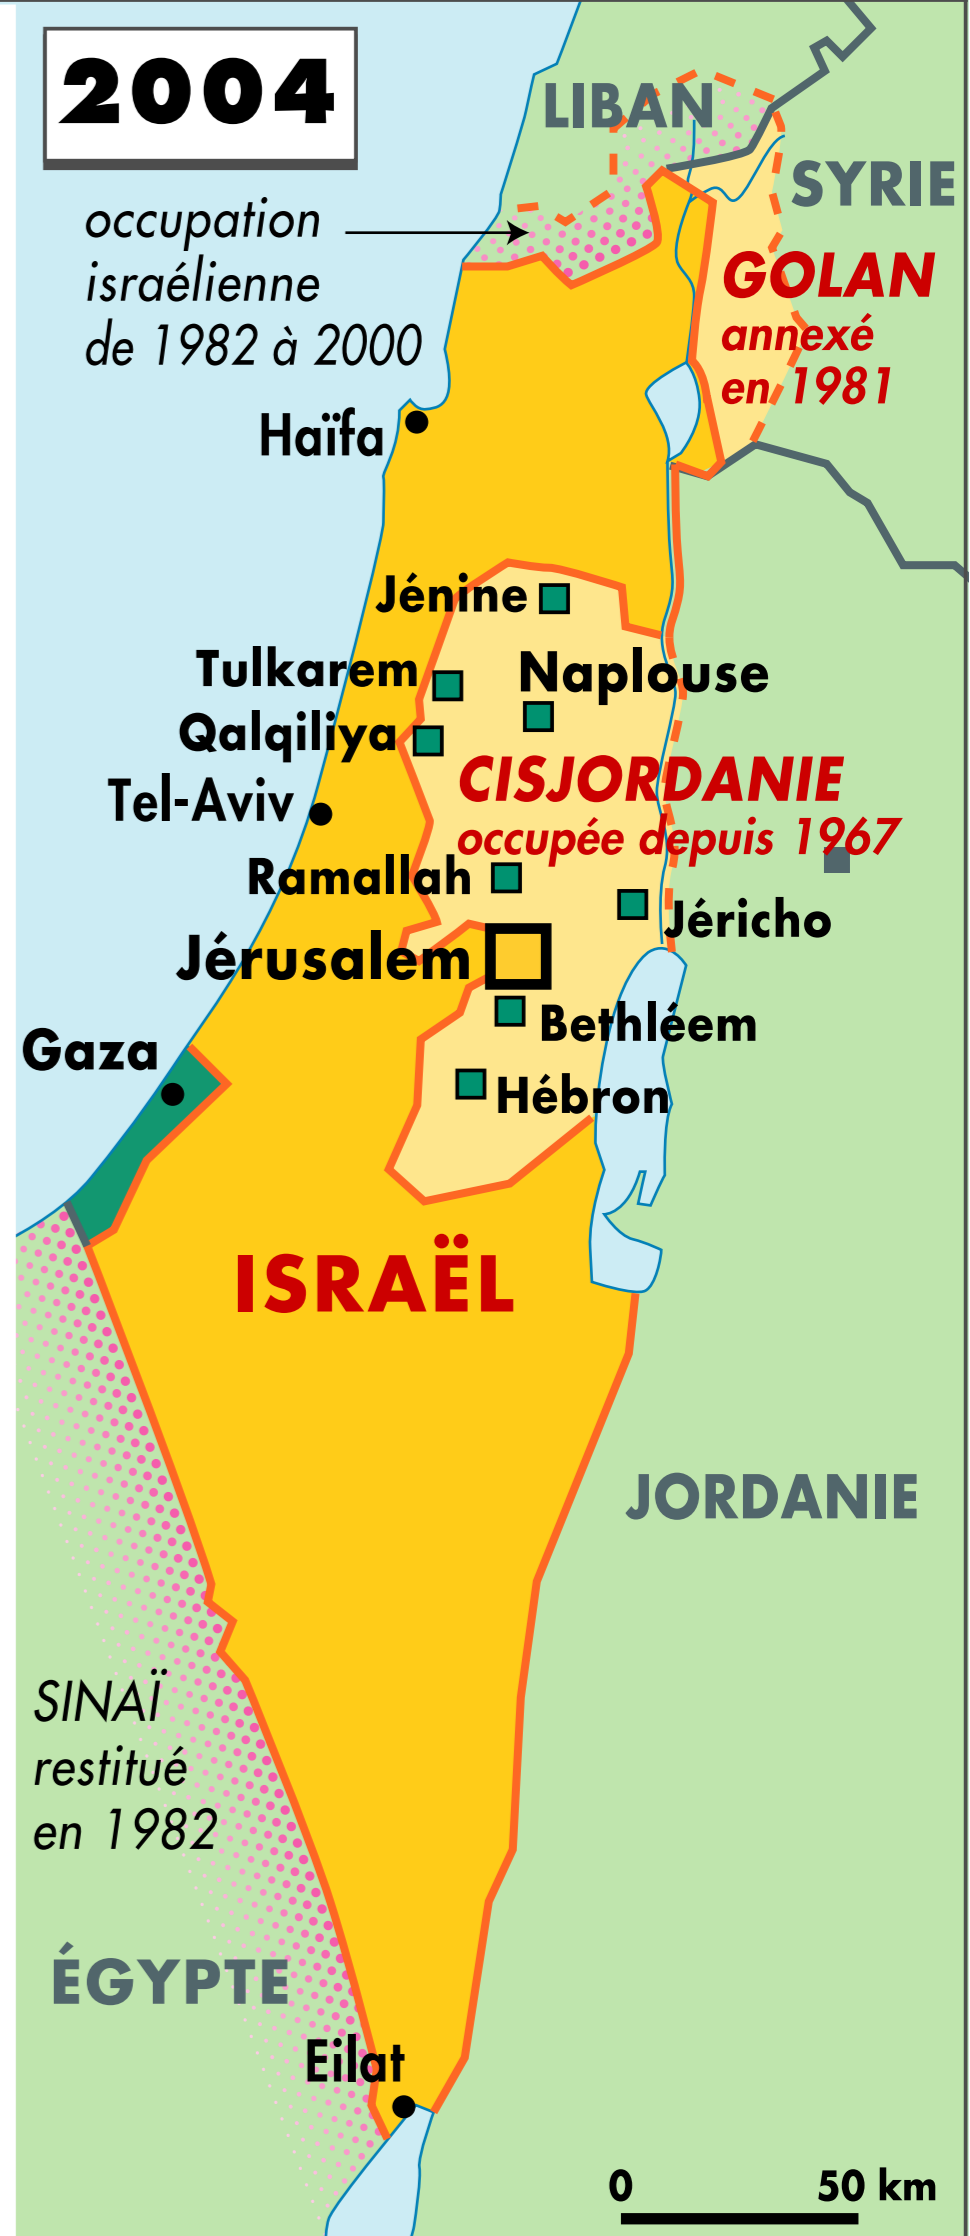 2004
LIBAN
SYRIE
occupation
israélienne
de 1982 à 2000
GOLAN
annexé
en 1981
Haïfa
Jénine
Tulkarem
Naplouse
Qalqiliya
CISJORDANIE
occupée depuis 1967
Tel-Aviv
Ramallah
Jéricho
Jérusalem
Bethléem
Gaza
Hébron
ISRAËL
JORDANIE
SINAÏ
restitué
en 1982
ÉGYPTE
Eilat
0 50 km